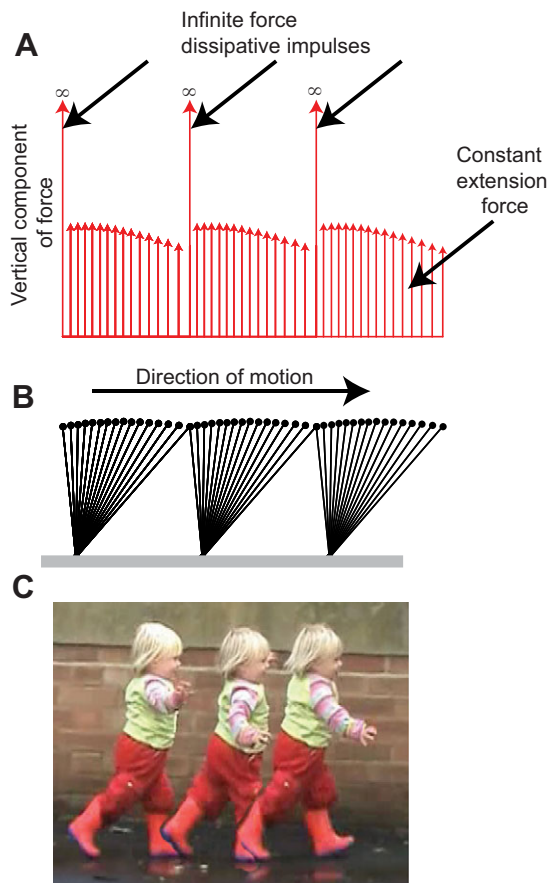 A
Infinite force
dissipative impulses
∞
∞
∞
Vertical component
of force
Constant
extension
force
B
Direction of motion
C